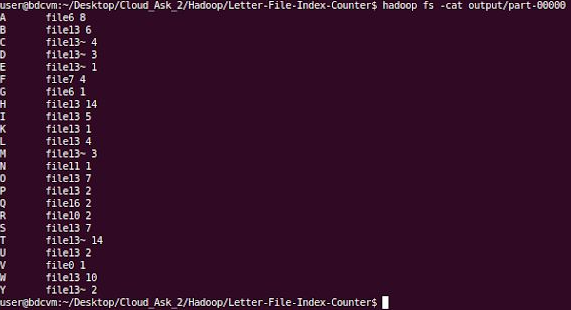 user@bdcvm:~/Desktop/Cloud_Ask_2/Hadoop/Letter-File-Index-Counter$ hadoop fs -cat output/part-00000
A file6 8
B file13 6
C file13~ 4
D file13~ 3
E file13~ 1
F file7 4
G file6 1
H file13 14
I file13 5
K file13 1
L file13 4
M file13~ 3
N file11 1
O file13 7
P file13 2
Q file16 2
R file10 2
S file13 7
T file13~ 14
U file13 2
V file0 1
W file13 10
Y file13~ 2
user@bdcvm:~/Desktop/Cloud_Ask_2/Hadoop/Letter-File-Index-Counter$